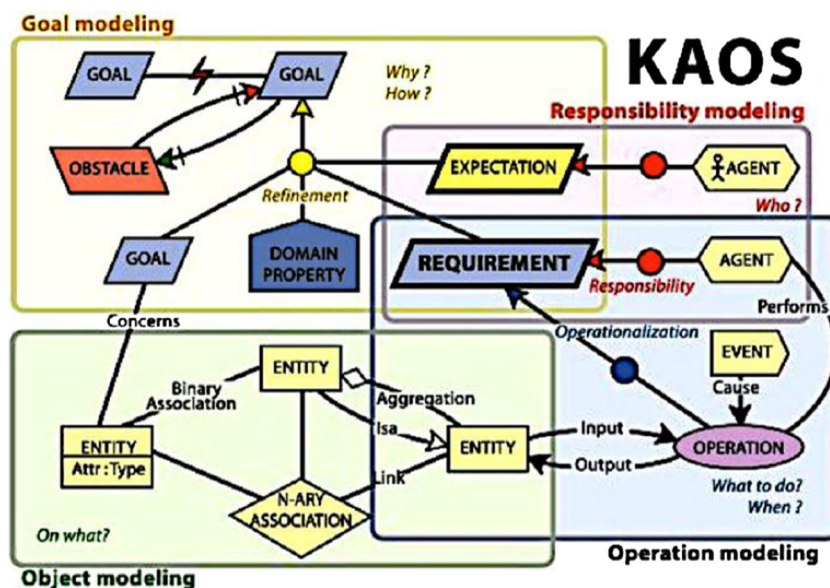 Goal modeling
KAOS
GOAL
GOAL
Why ?
How ?
Responsibility modeling
OBSTACLE
EXPECTATION
AGENT
Refinement
Who ?
GOAL
DOMAIN
PROPERTY
REQUIREMENT
AGENT
Responsibility
Concerns
Performs
Operationalization
EVENT
ENTITY
Binary
Association
Aggregation
Cause
Isa
Input
ENTITY
Attr : Type
ENTITY
OPERATION
Output
Link
N-ARY
ASSOCIATION
What to do?
When ?
On what?
Operation modeling
Object modeling